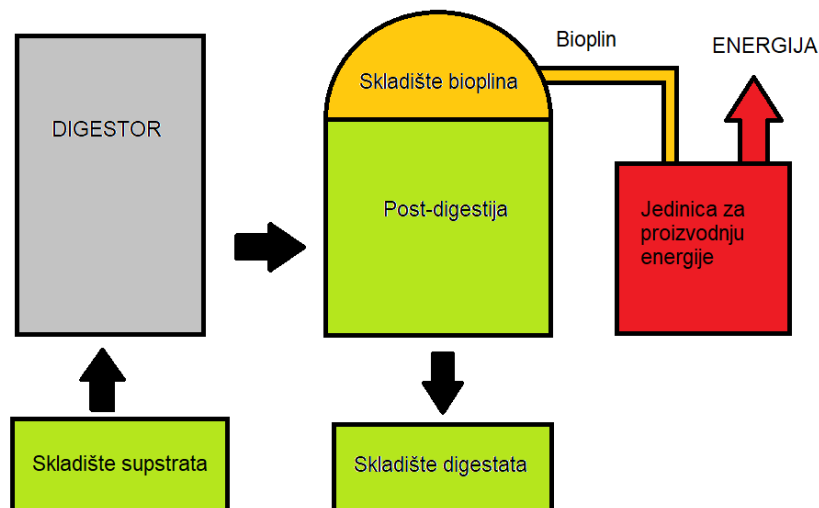 Bioplin
ENERGIJA
Skladište bioplina
DIGESTOR
Post-digestija
Jedinica za
proizvodnju
energije
Skladište supstrata
Skladište digestata